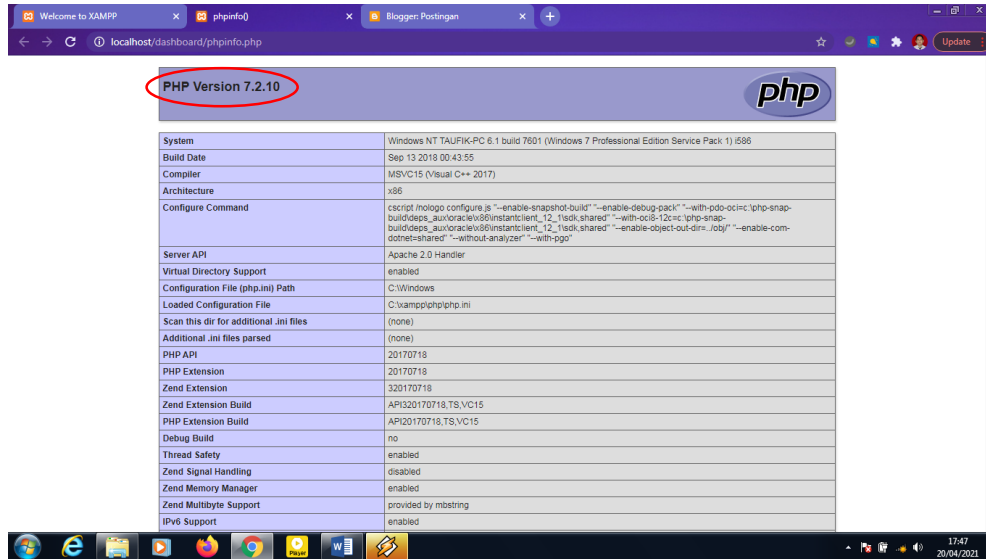 Welcome to XAMPP
phpinfo()
Blogger: Postingan
localhost/dashboard/phpinfo.php
Update
PHP Version 7.2.10
php
System Windows NT TAUFIK-PC 6.1 build 7601 (Windows 7 Professional Edition Service Pack 1) i586
Build Date Sep 13 2018 00:43:55
Compiler MSVC15 (Visual C++ 2017)
Architecture x86
Configure Command cscript /nologo configure.js "--enable-snapshot-build" "--enable-debug-pack" "--with-pdo-oci=c:\php-snap-
build\deps_aux\oracle\x86\instantclient_12_1\sdk,shared" "--with-oci8-12c=c:\php-snap-
build\deps_aux\oracle\x86\instantclient_12_1\sdk,shared" "--enable-object-out-dir=../obj/" "--enable-com-
dotnet=shared" "--without-analyzer" "--with-pgo"
Server API Apache 2.0 Handler
Virtual Directory Support enabled
Configuration File (php.ini) Path C:\Windows
Loaded Configuration File C:\xampp\php\php.ini
Scan this dir for additional .ini files (none)
Additional .ini files parsed (none)
PHP API 20170718
PHP Extension 20170718
Zend Extension 320170718
Zend Extension Build API320170718,TS,VC15
PHP Extension Build API20170718,TS,VC15
Debug Build no
Thread Safety enabled
Zend Signal Handling disabled
Zend Memory Manager enabled
Zend Multibyte Support provided by mbstring
IPv6 Support enabled
Player
17:47
20/04/2021